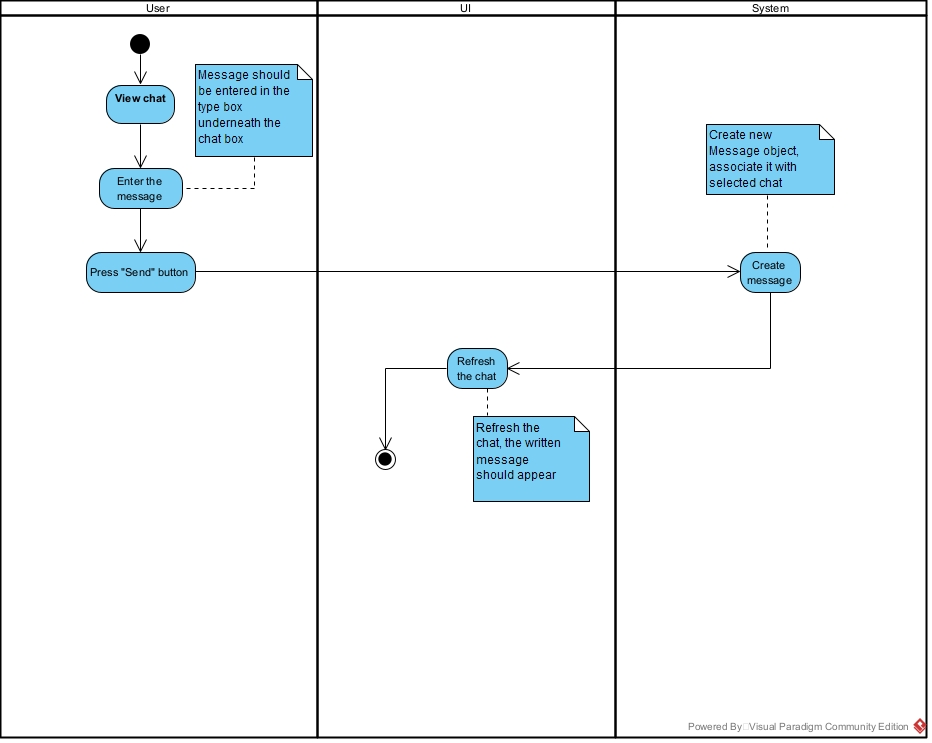 User
UI
System
View chat
Message should
be entered in the
type box
underneath the
chat box
Create new
Message object,
associate it with
selected chat
Enter the
message
Press "Send" button
Create
message
Refresh
the chat
Refresh the
chat, the written
message
should appear
Powered By Visual Paradigm Community Edition